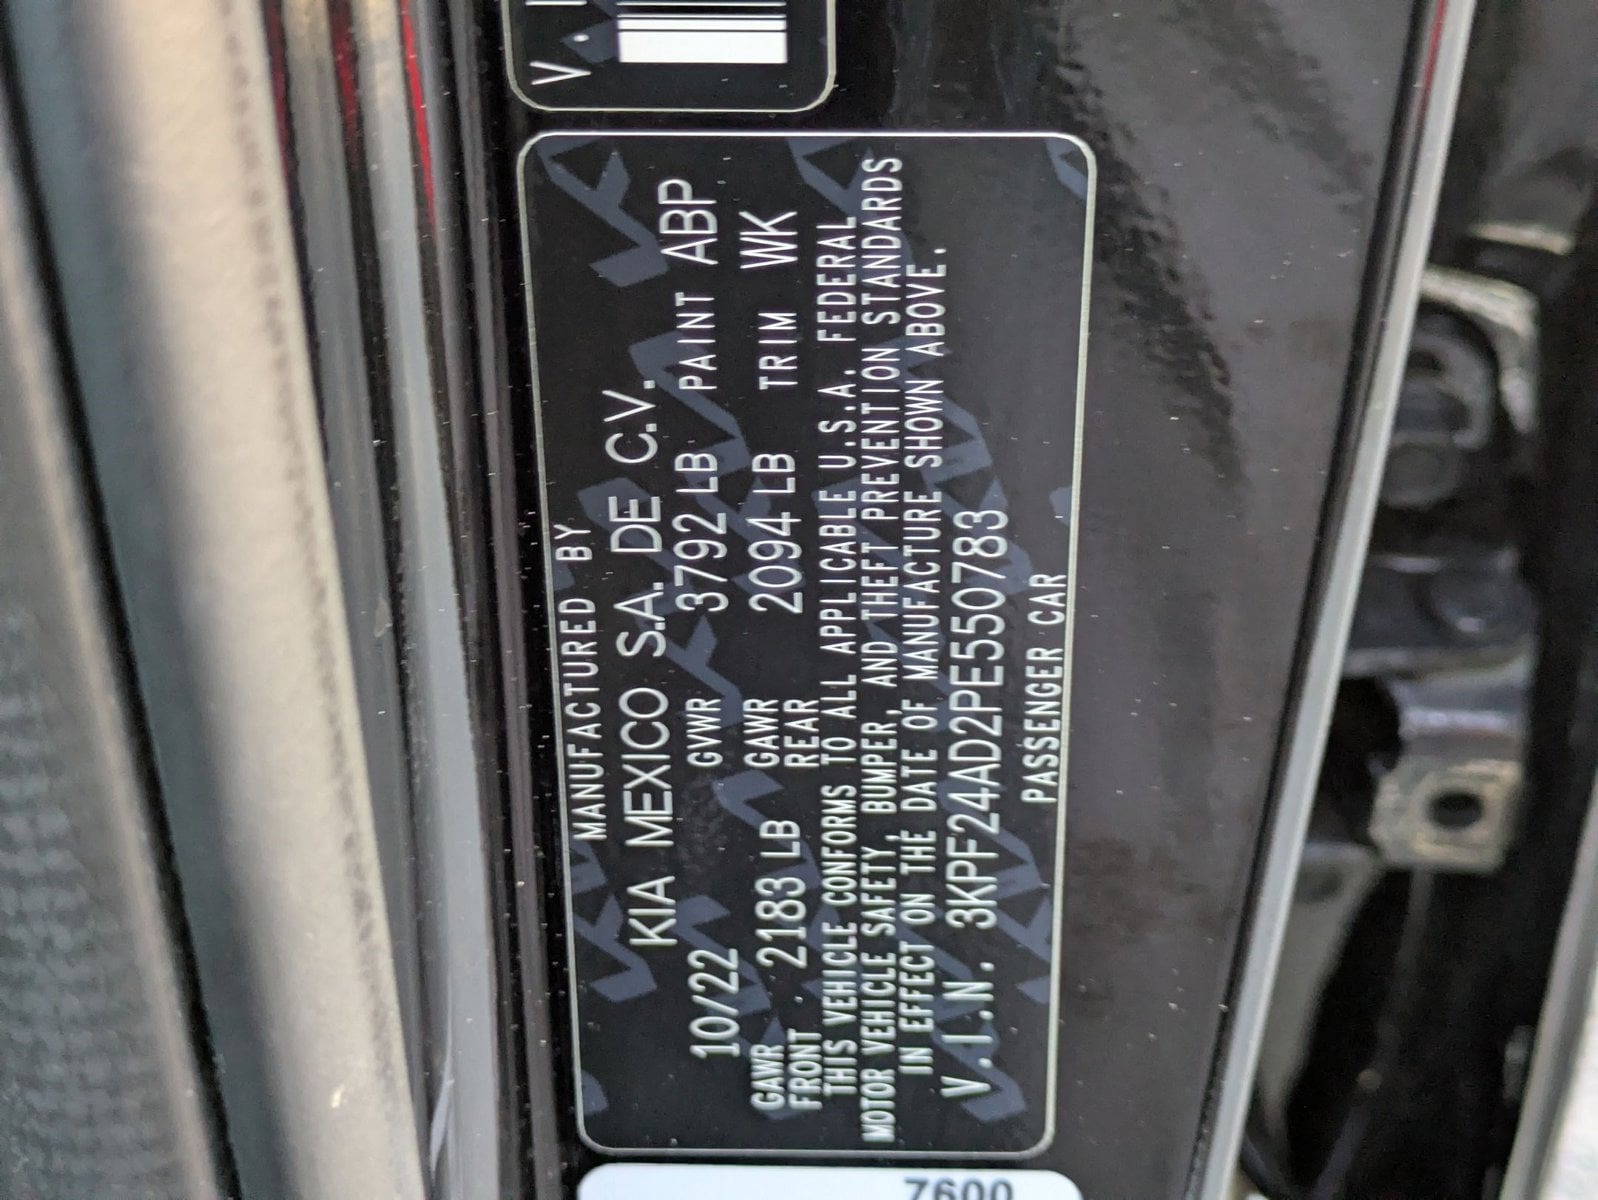 MANUFACTURED BY
KIA MEXICO S.A. DE C.V.
10/22 GVWR 3792 LB PAINT ABP
GAWR FRONT 2183 LB GAWR REAR 2094 LB TRIM WK
THIS VEHICLE CONFORMS TO ALL APPLICABLE U.S.A. FEDERAL
MOTOR VEHICLE SAFETY, BUMPER, AND THEFT PREVENTION STANDARDS
IN EFFECT ON THE DATE OF MANUFACTURE SHOWN ABOVE.
V.I.N. 3KPF24AD2PE550783
PASSENGER CAR
V.
7600